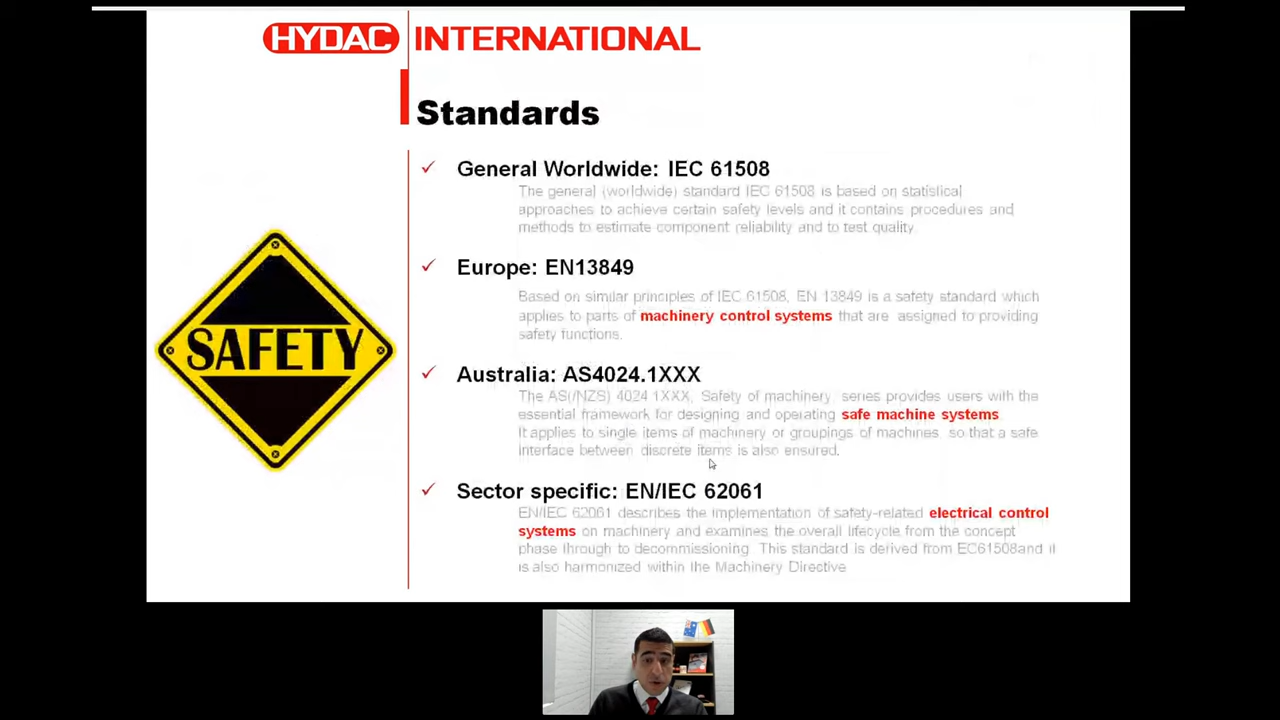 HYDAC INTERNATIONAL
Standards
✓ General Worldwide: IEC 61508
The general (worldwide) standard IEC 61508 is based on statistical
approaches to achieve certain safety levels and it contains procedures and
methods to estimate component reliability and to test quality.
✓ Europe: EN13849
Based on similar principles of IEC 61508, EN 13849 is a safety standard which
applies to parts of machinery control systems that are assigned to providing
safety functions.
✓ Australia: AS4024.1XXX
The AS(/NZS) 4024.1XXX, Safety of machinery, series provides users with the
essential framework for designing and operating safe machine systems
It applies to single items of machinery or groupings of machines so that a safe
interface between discrete items is also ensured.
✓ Sector specific: EN/IEC 62061
EN/IEC 62061 describes the implementation of safety-related electrical control
systems on machinery and examines the overall lifecycle from the concept
phase through to decommissioning. This standard is derived from EC61508and it
is also harmonized within the Machinery Directive
SAFETY